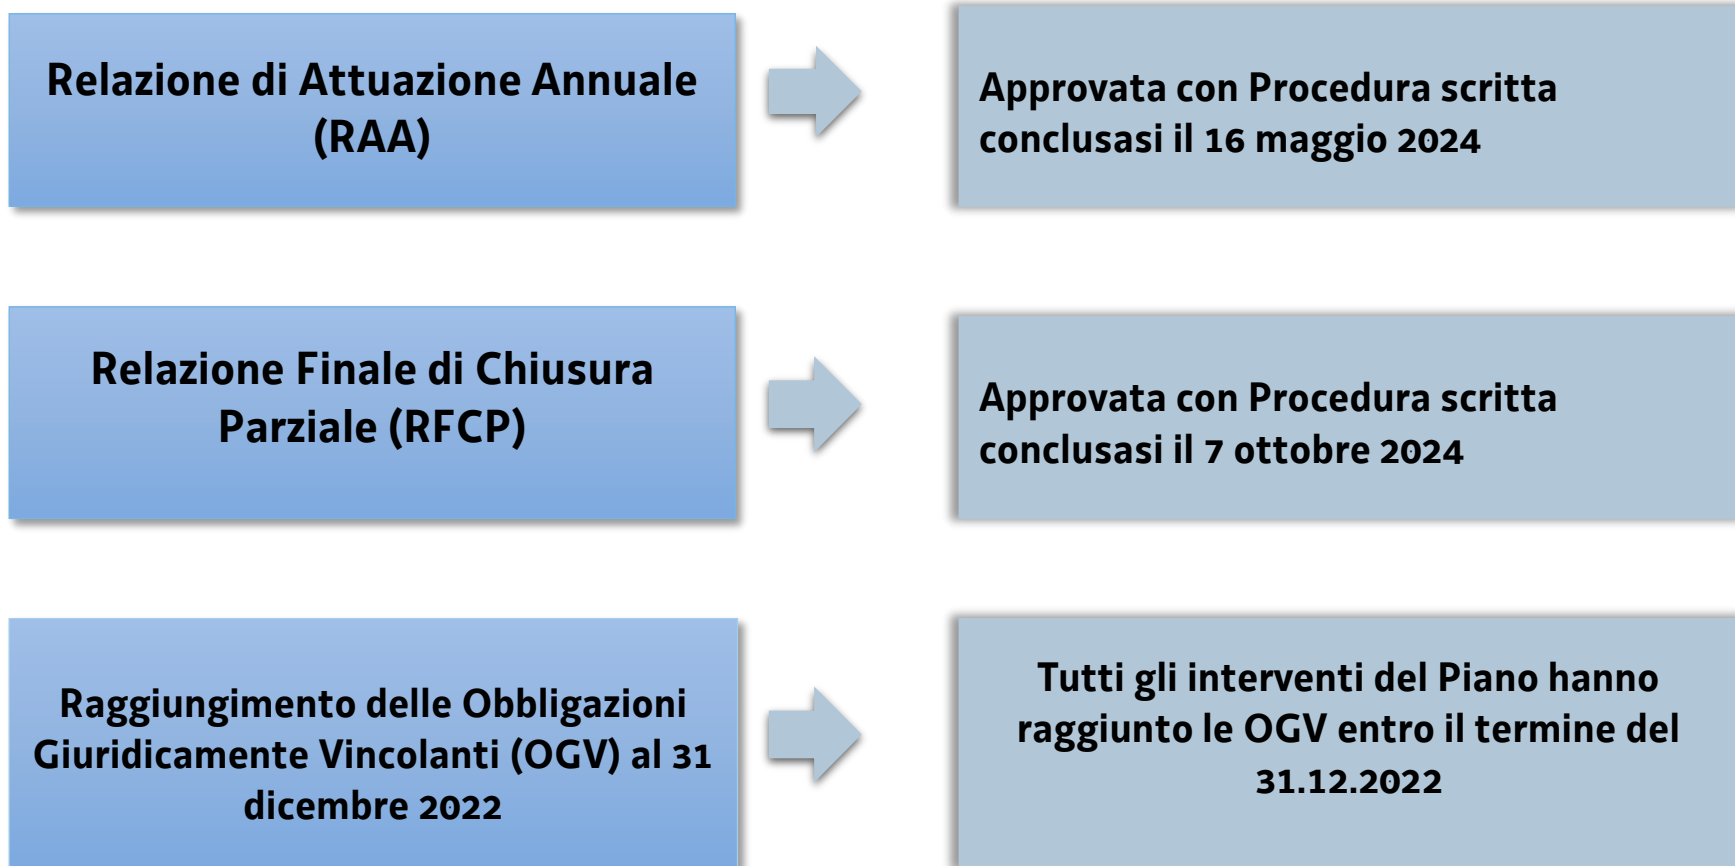 Relazione di Attuazione Annuale
(RAA)
Approvata con Procedura scritta
conclusasi il 16 maggio 2024
Relazione Finale di Chiusura
Parziale (RFCP)
Approvata con Procedura scritta
conclusasi il 7 ottobre 2024
Raggiungimento delle Obbligazioni
Giuridicamente Vincolanti (OGV) al 31
dicembre 2022
Tutti gli interventi del Piano hanno
raggiunto le OGV entro il termine del
31.12.2022